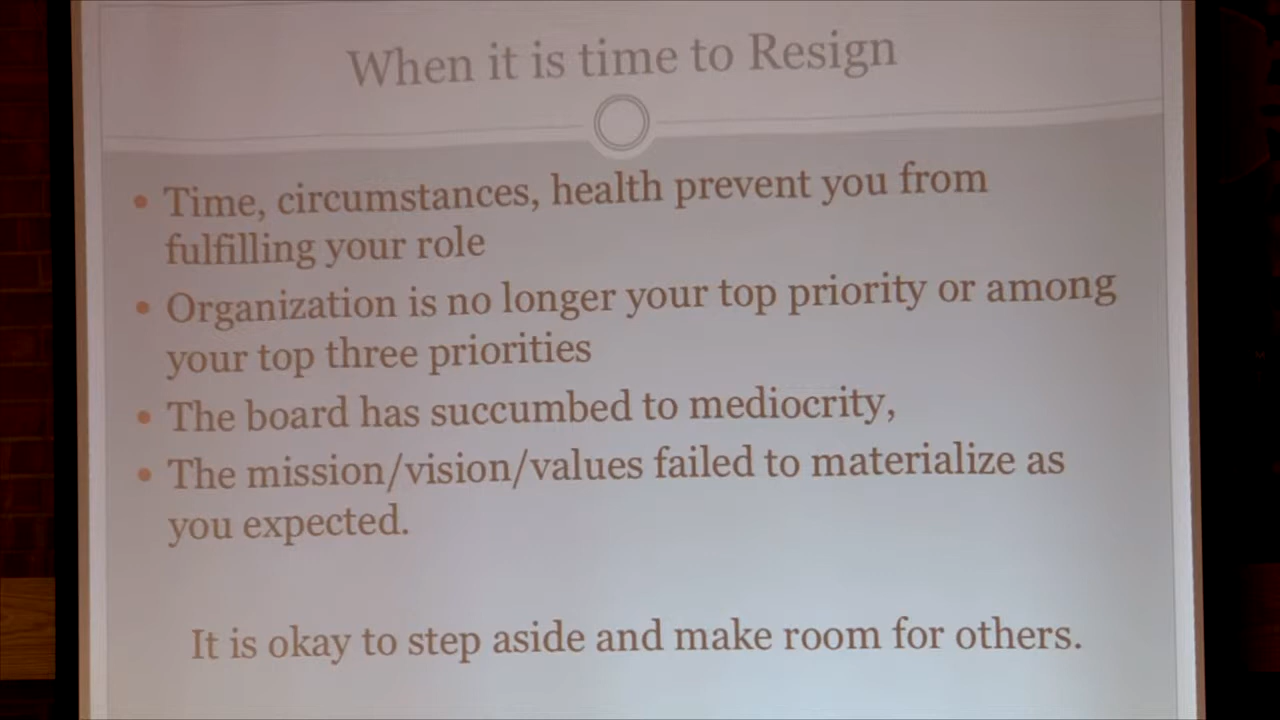 When it is time to Resign
• Time, circumstances, health prevent you from
fulfilling your role
• Organization is no longer your top priority or among
your top three priorities
• The board has succumbed to mediocrity,
• The mission/vision/values failed to materialize as
you expected.
It is okay to step aside and make room for others.